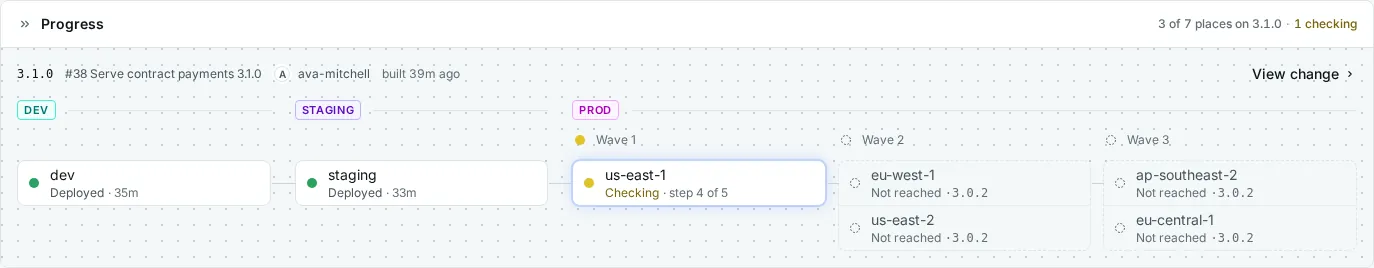 Progress
3 of 7 places on 3.1.0 · 1 checking
3.1.0 #38 Serve contract payments 3.1.0 A ava-mitchell built 39m ago
View change
DEV
STAGING
PROD
Wave 1
Wave 2
Wave 3
dev
Deployed · 35m
staging
Deployed · 33m
us-east-1
Checking · step 4 of 5
eu-west-1
Not reached · 3.0.2
us-east-2
Not reached · 3.0.2
ap-southeast-2
Not reached · 3.0.2
eu-central-1
Not reached · 3.0.2